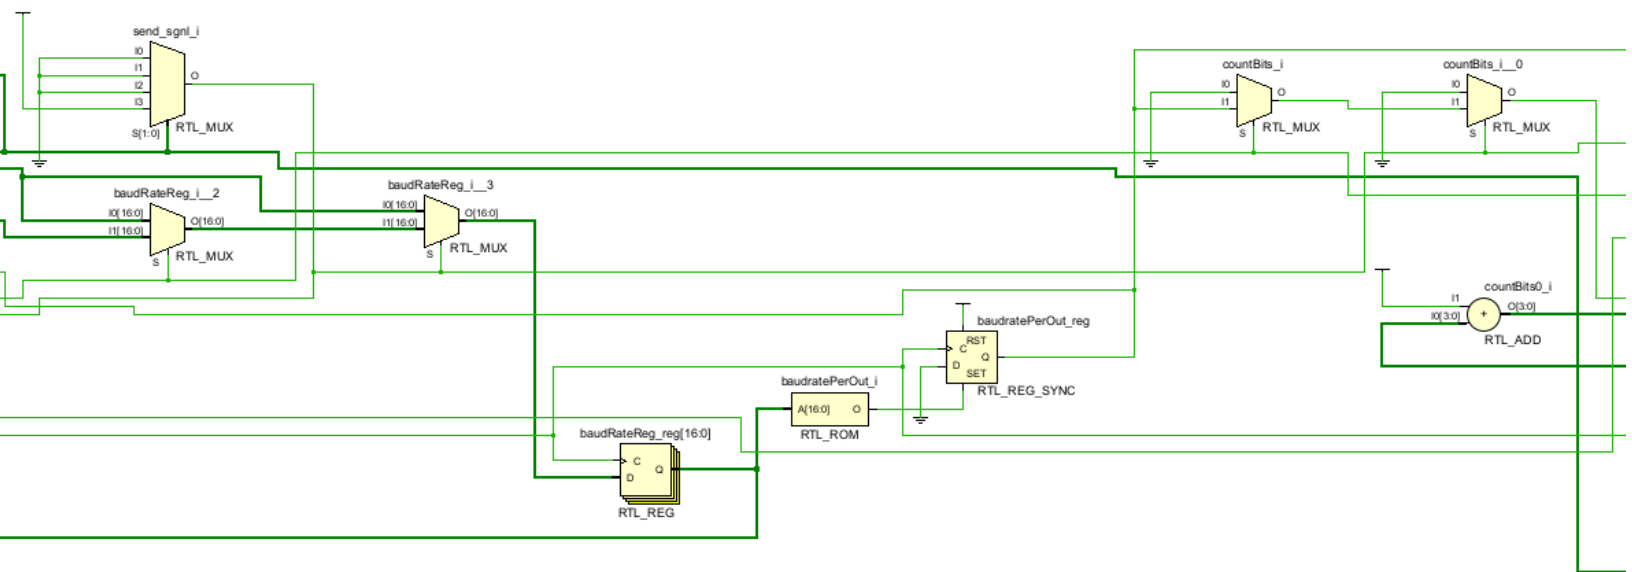 send_sgnl_i
I0
I1
I2
I3
O
S[1:0]
RTL_MUX
baudRateReg_i__2
I0[16:0]
I1[16:0]
O[16:0]
S
RTL_MUX
baudRateReg_i__3
I0[16:0]
I1[16:0]
O[16:0]
S
RTL_MUX
baudRateReg_reg[16:0]
C
D
Q
RTL_REG
baudratePerOut_i
A[16:0]
O
RTL_ROM
baudratePerOut_reg
RST
C
Q
D
SET
RTL_REG_SYNC
countBits_i
I0
I1
O
S
RTL_MUX
countBits_i__0
I0
I1
O
S
RTL_MUX
countBits0_i
I1
I0[3:0]
+
O[3:0]
RTL_ADD